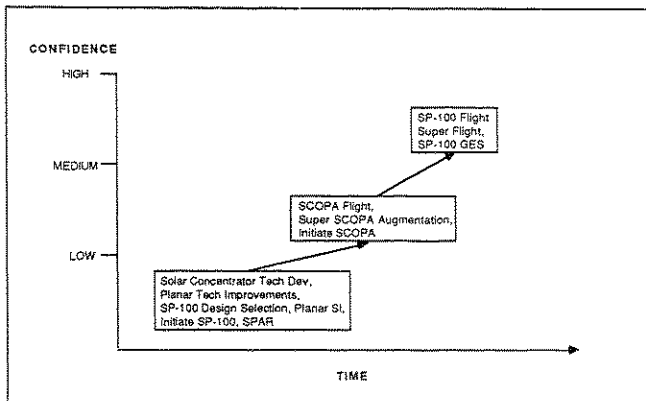 CONFIDENCE
HIGH
SP-100 Flight
Super Flight,
SP-100 GES
MEDIUM
SCOPA Flight,
Super SCOPA Augmentation,
Initiate SCOPA
LOW
Solar Concentrator Tech Dev,
Planar Tech Improvements,
SP-100 Design Selection, Planar SI,
Initiate SP-100, SPAR
TIME